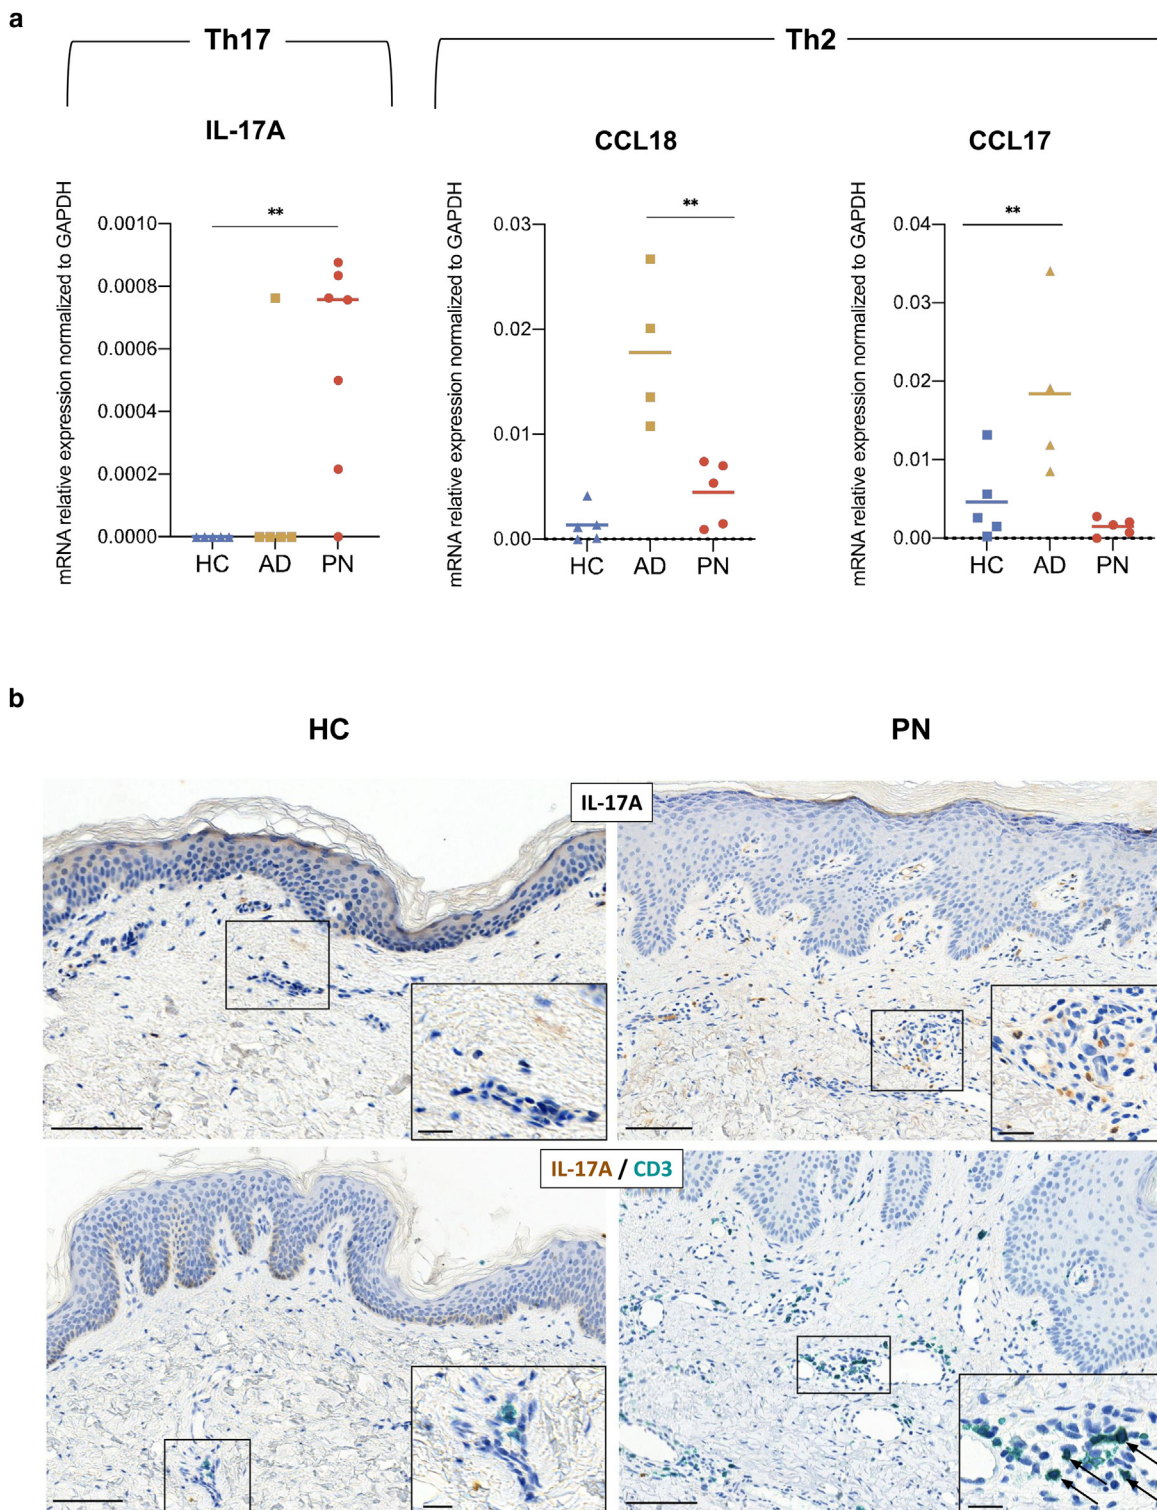 a
Th17
Th2
IL-17A
CCL18
CCL17
mRNA relative expression normalized to GAPDH
0.0010
0.0008
0.0006
0.0004
0.0002
0.0000
**
HC AD PN
mRNA relative expression normalized to GAPDH
0.03
0.02
0.01
0.00
**
HC AD PN
mRNA relative expression normalized to GAPDH
0.04
0.03
0.02
0.01
0.00
**
HC AD PN
b
HC
PN
IL-17A
IL-17A / CD3